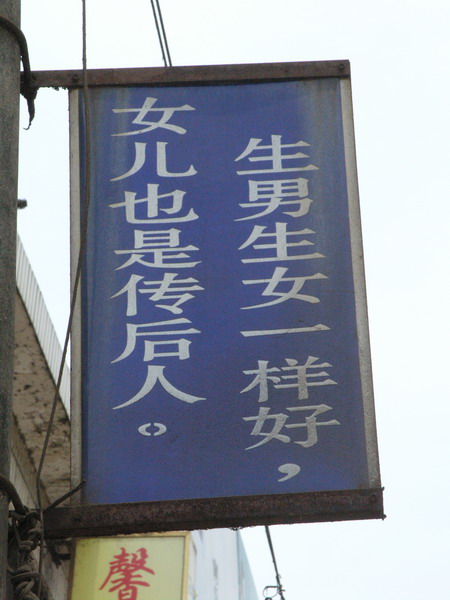 生男生女一样好，
女儿也是传后人。
馨